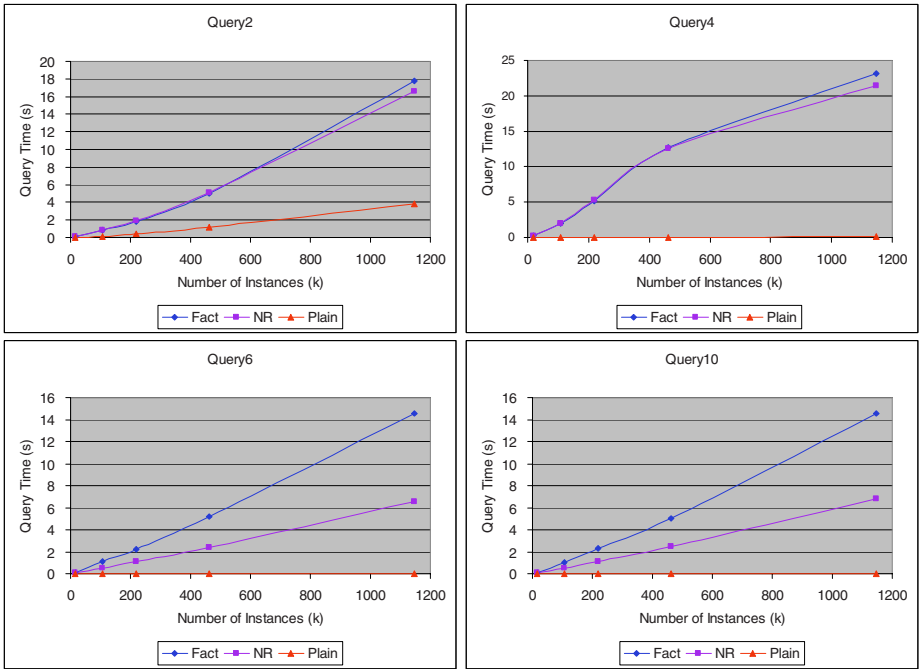 Query2
20
18
16
14
12
10
8
6
4
2
0
Query Time (s)
0 200 400 600 800 1000 1200
Number of Instances (k)
Fact NR Plain
Query4
25
20
15
10
5
0
Query Time (s)
0 200 400 600 800 1000 1200
Number of Instances (k)
Fact NR Plain
Query6
16
14
12
10
8
6
4
2
0
Query Time (s)
0 200 400 600 800 1000 1200
Number of Instances (k)
Fact NR Plain
Query10
16
14
12
10
8
6
4
2
0
Query Time (s)
0 200 400 600 800 1000 1200
Number of Instances (k)
Fact NR Plain